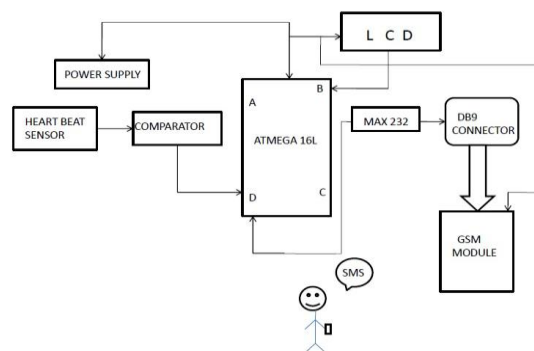 L C D
POWER SUPPLY
A
B
HEART BEAT
SENSOR
COMPARATOR
ATMEGA 16L
MAX 232
DB9
CONNECTOR
D
C
GSM
MODULE
SMS